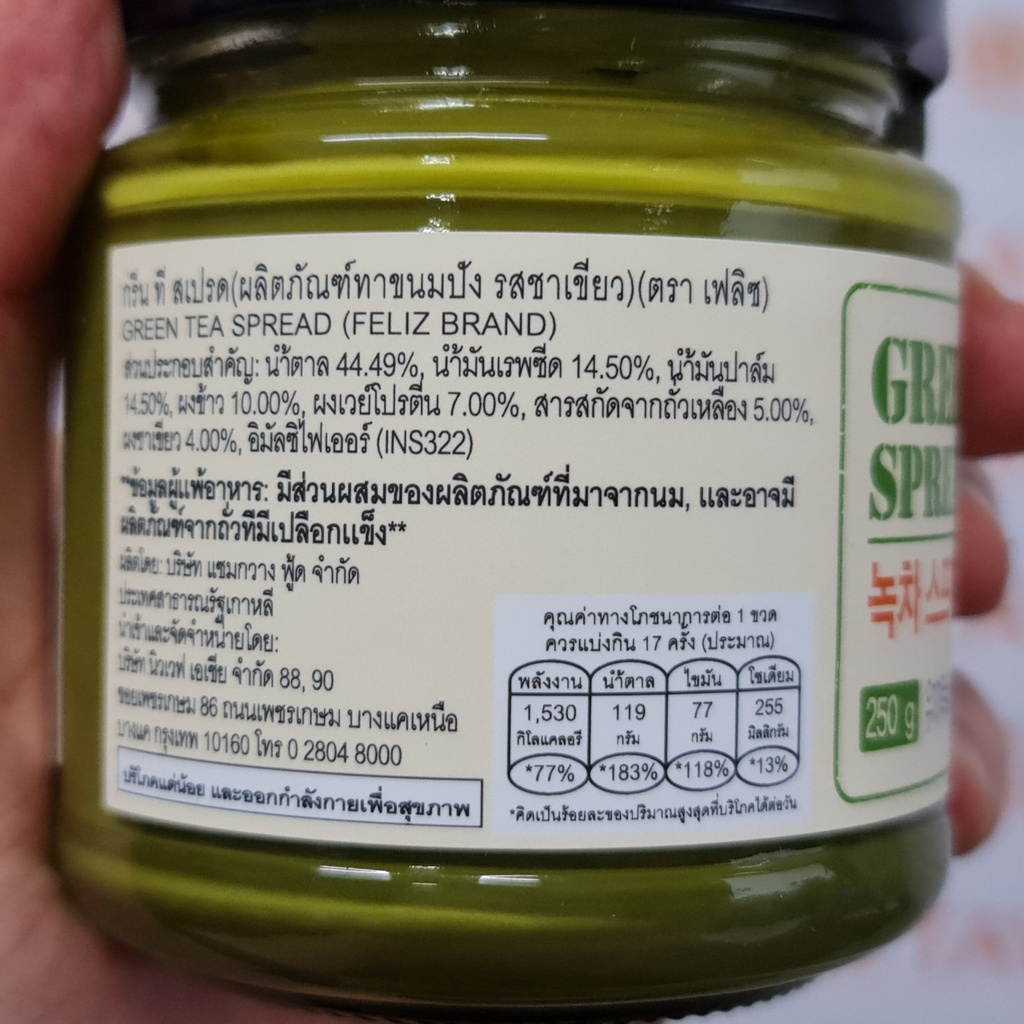 กรีน ที สเปรด(ผลิตภัณฑ์ทาขนมปัง รสชาเขียว)(ตรา เฟลิซ)
GREEN TEA SPREAD (FELIZ BRAND)
ส่วนประกอบสำคัญ: น้ำตาล 44.49%, น้ำมันเรพซีด 14.50%, น้ำมันปาล์ม
14.50%, ผงข้าว 10.00%, ผงเวย์โปรตีน 7.00%, สารสกัดจากถั่วเหลือง 5.00%,
ผงชาเขียว 4.00%, อิมัลซิไฟเออร์ (INS322)
**ข้อมูลผู้แพ้อาหาร: มีส่วนผสมของผลิตภัณฑ์ที่มาจากนม, และอาจมี
ผลิตภัณฑ์จากถั่วที่มีเปลือกแข็ง**
ผลิตโดย: บริษัท แซมกวาง ฟู้ด จำกัด
ประเทศสาธารณรัฐเกาหลี
นำเข้าและจัดจำหน่ายโดย:
บริษัท นิวเวฟ เอเชีย จำกัด 88, 90
ซอยเพชรเกษม 86 ถนนเพชรเกษม บางแคเหนือ
บางแค กรุงเทพ 10160 โทร 0 2804 8000
บริโภคแต่น้อย และออกกำลังกายเพื่อสุขภาพ
คุณค่าทางโภชนาการต่อ 1 ขวด
ควรแบ่งกิน 17 ครั้ง (ประมาณ)
พลังงาน น้ำตาล ไขมัน โซเดียม
1,530 119 77 255
กิโลแคลอรี กรัม กรัม มิลลิกรัม
*77% *183% *118% *13%
*คิดเป็นร้อยละของปริมาณสูงสุดที่บริโภคได้ต่อวัน
GREE
SPRE
녹차 스프
250 g